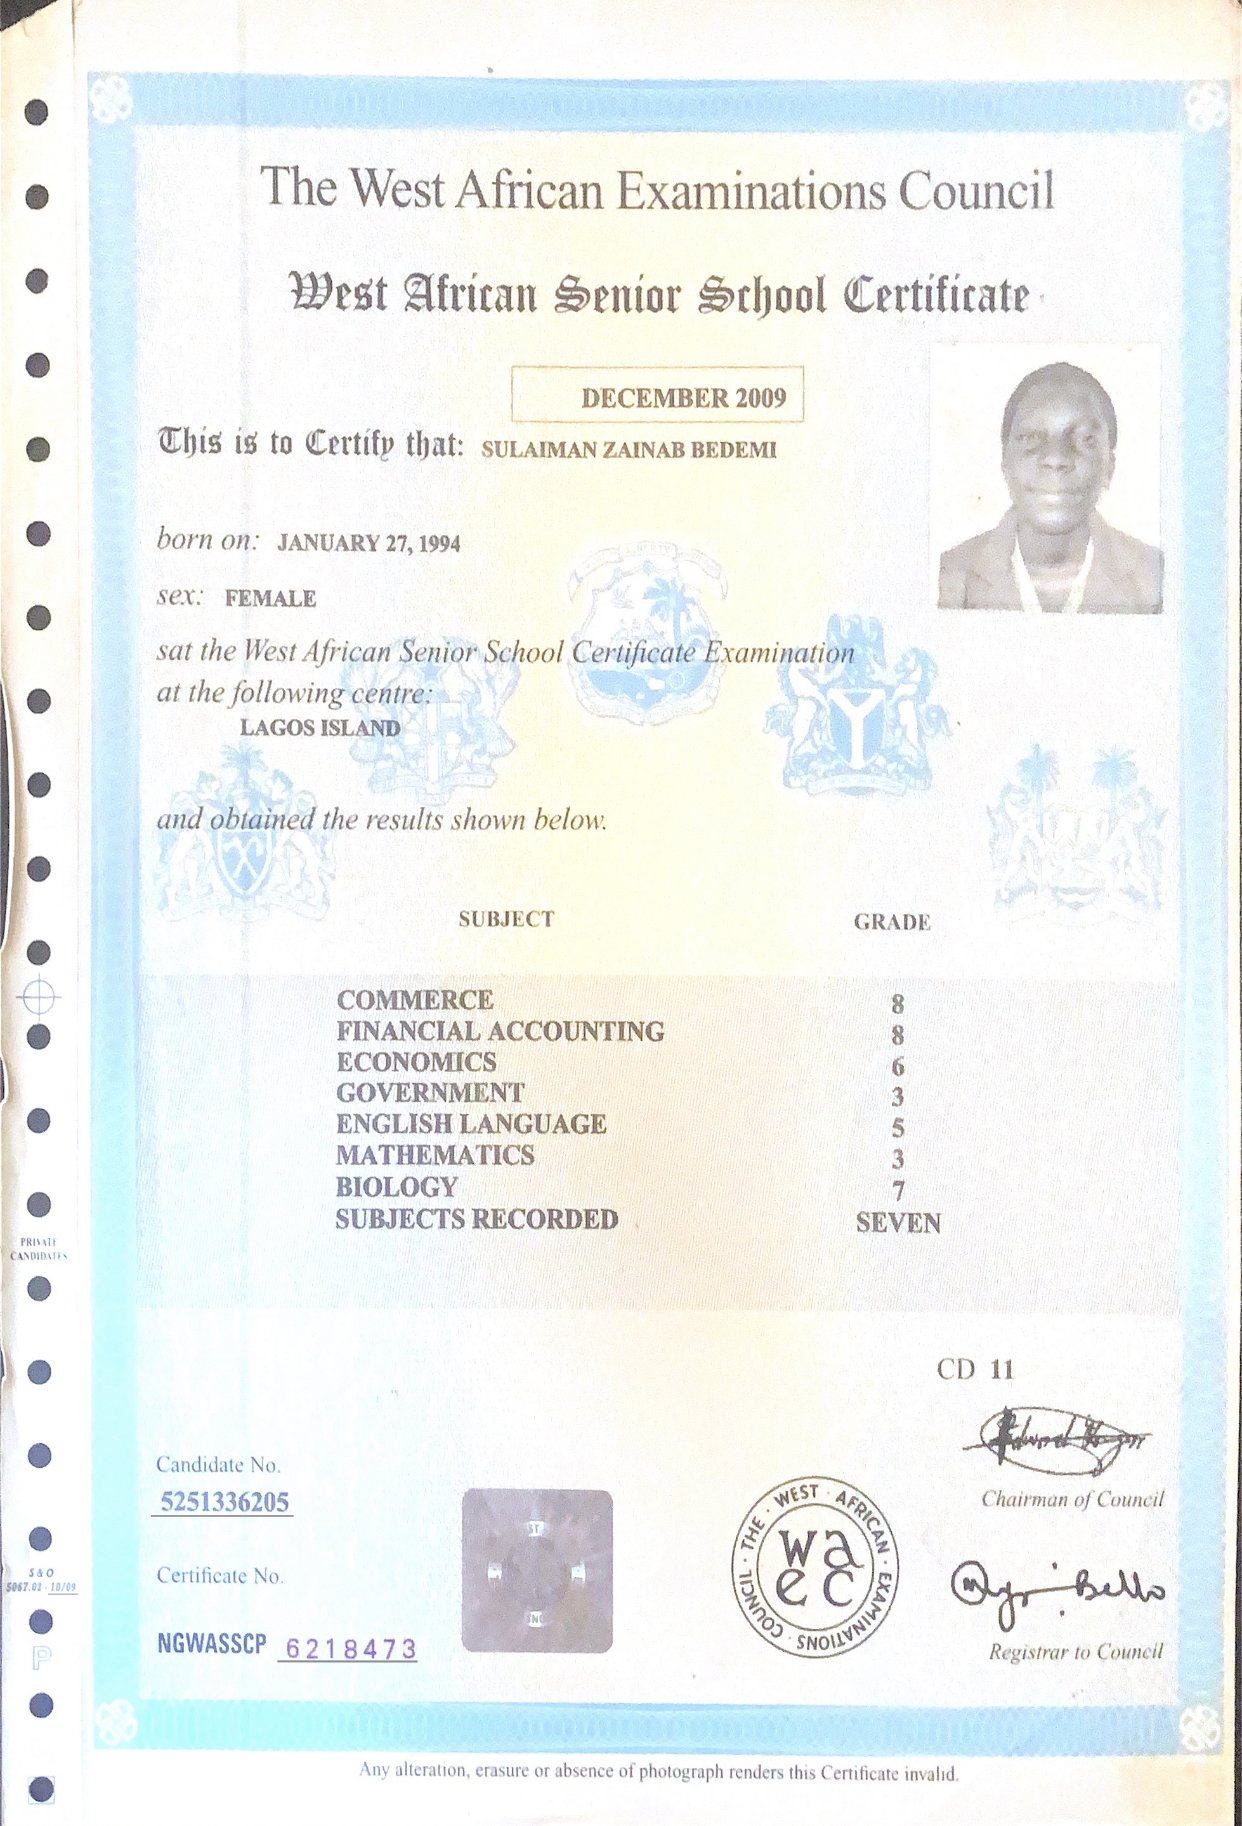 The West African Examinations Council
West African Senior School Certificate
DECEMBER 2009
This is to Certify that: SULAIMAN ZAINAB BEDEMI
born on: JANUARY 27, 1994
sex: FEMALE
sat the West African Senior School Certificate Examination
at the following centre:
LAGOS ISLAND
and obtained the results shown below.
SUBJECT GRADE
COMMERCE 8
FINANCIAL ACCOUNTING 8
ECONOMICS 6
GOVERNMENT 3
ENGLISH LANGUAGE 5
MATHEMATICS 3
BIOLOGY 7
SUBJECTS RECORDED SEVEN
PRIVATE
CANDIDATES
CD 11
Chairman of Council
Candidate No.
5251336205
THE · WEST · AFRICAN · EXAMINATIONS · COUNCIL ·
waec
Certificate No.
S&O
5067.02 - 10/09
Bello
NGWASSCP 6218473
Registrar to Council
P
Any alteration, erasure or absence of photograph renders this Certificate invalid.